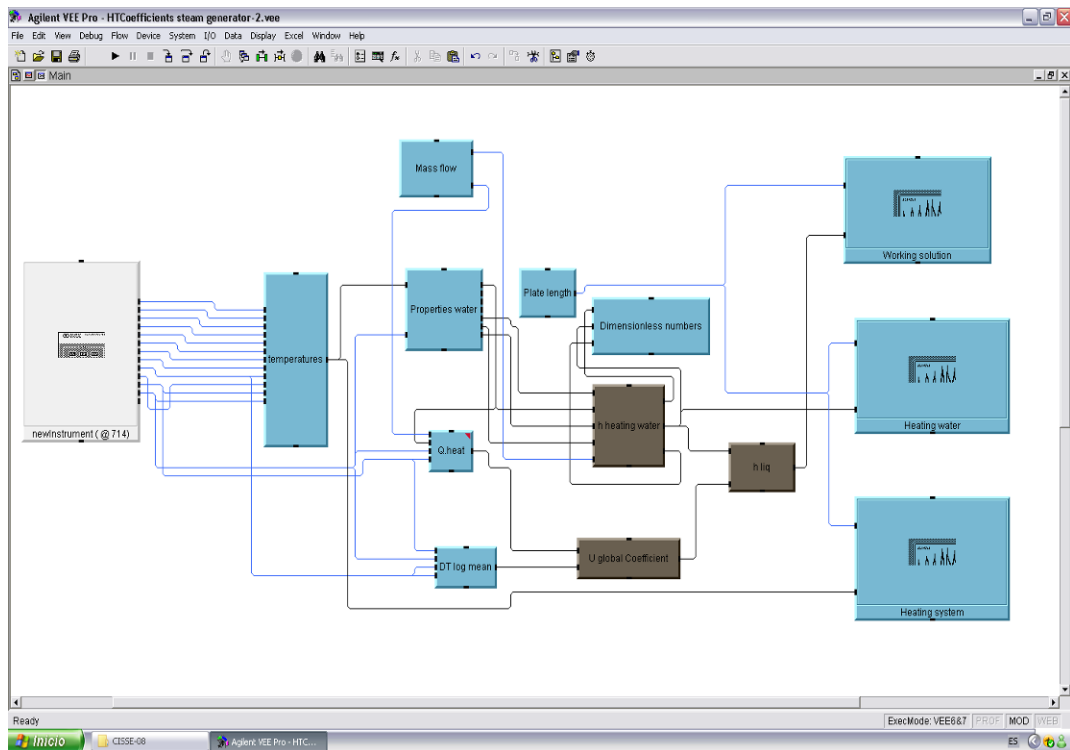 Agilent VEE Pro - HTCoefficients steam generator-2.vee
File Edit View Debug Flow Device System I/O Data Display Excel Window Help
Main
Mass flow
Working solution
Plate length
Properties water
Dimensionless numbers
temperatures
newInstrument ( @ 714)
h heating water
Heating water
Q.heat
h liq
U global Coefficient
DT log mean
Heating system
Ready
ExecMode: VEE6&7 PROF MOD WEB
Inicio CISSE-08 Agilent VEE Pro - HTC... ES